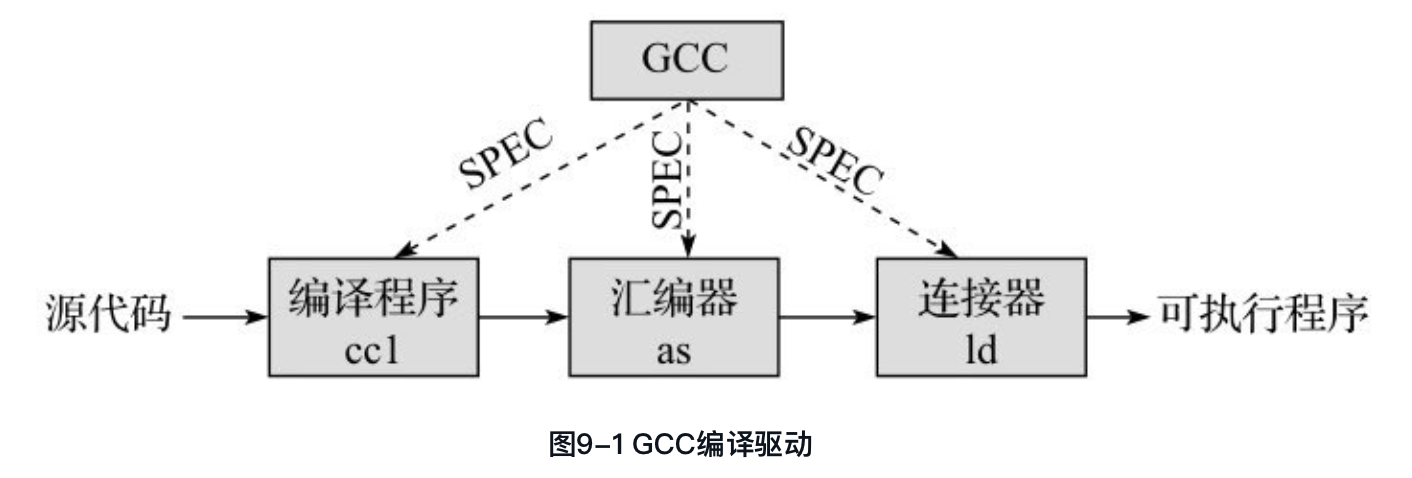 GCC
SPEC
SPEC
SPEC
源代码
编译程序
cc1
汇编器
as
连接器
ld
可执行程序
图9-1 GCC编译驱动